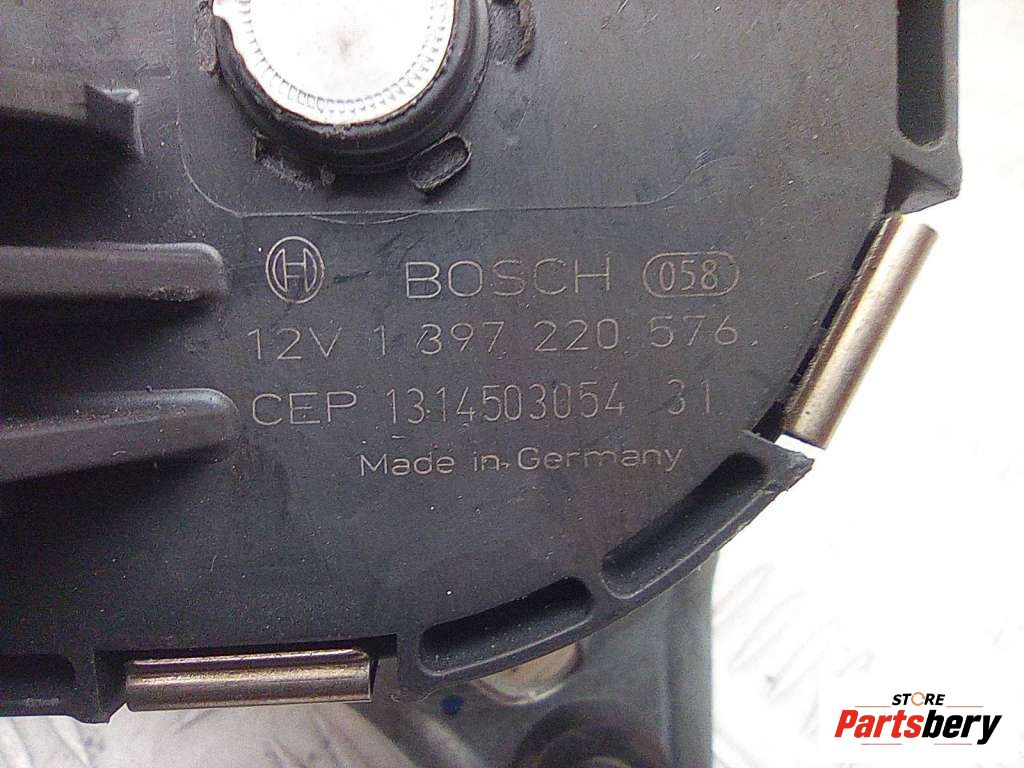 BOSCH 058
12V 1 397 220 576
CEP 1314503054 31
Made in Germany
STORE
Partsbery